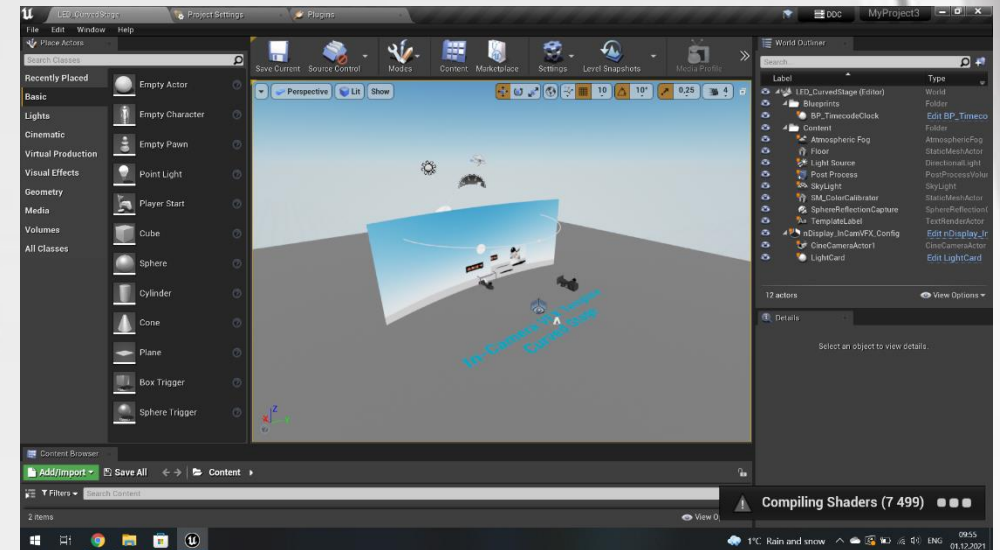 LED_CurvedStage
Project Settings
Plugins
DDC
MyProject3
File Edit Window Help
Place Actors
Search Classes
Recently Placed
Basic
Lights
Cinematic
Virtual Production
Visual Effects
Geometry
Media
Volumes
All Classes
Empty Actor
Empty Character
Empty Pawn
Point Light
Player Start
Cube
Sphere
Cylinder
Cone
Plane
Box Trigger
Sphere Trigger
Save Current
Source Control
Modes
Content
Marketplace
Settings
Level Snapshots
Media Profile
Perspective
Lit
Show
10
10°
0,25
4
In-Camera VFX Template
Curved Stage
Z
World Outliner
Search...
Label Type
LED_CurvedStage (Editor) World
Blueprints Folder
BP_TimecodeClock Edit BP_Timeco
Content Folder
Atmospheric Fog AtmosphericFog
Floor StaticMeshActor
Light Source DirectionalLight
Post Process PostProcessVolu
SkyLight SkyLight
SM_ColorCalibrator StaticMeshActor
SphereReflectionCapture SphereReflectionC
TemplateLabel TextRenderActor
nDisplay_InCamVFX_Config Edit nDisplay_Ir
CineCameraActor1 CineCameraActor
LightCard Edit LightCard
12 actors View Options
Details
Select an object to view details.
Content Browser
Add/Import Save All Content
Filters Search Content
2 items View O
Compiling Shaders (7 499)
1°C Rain and snow ENG 09:55
01.12.2021